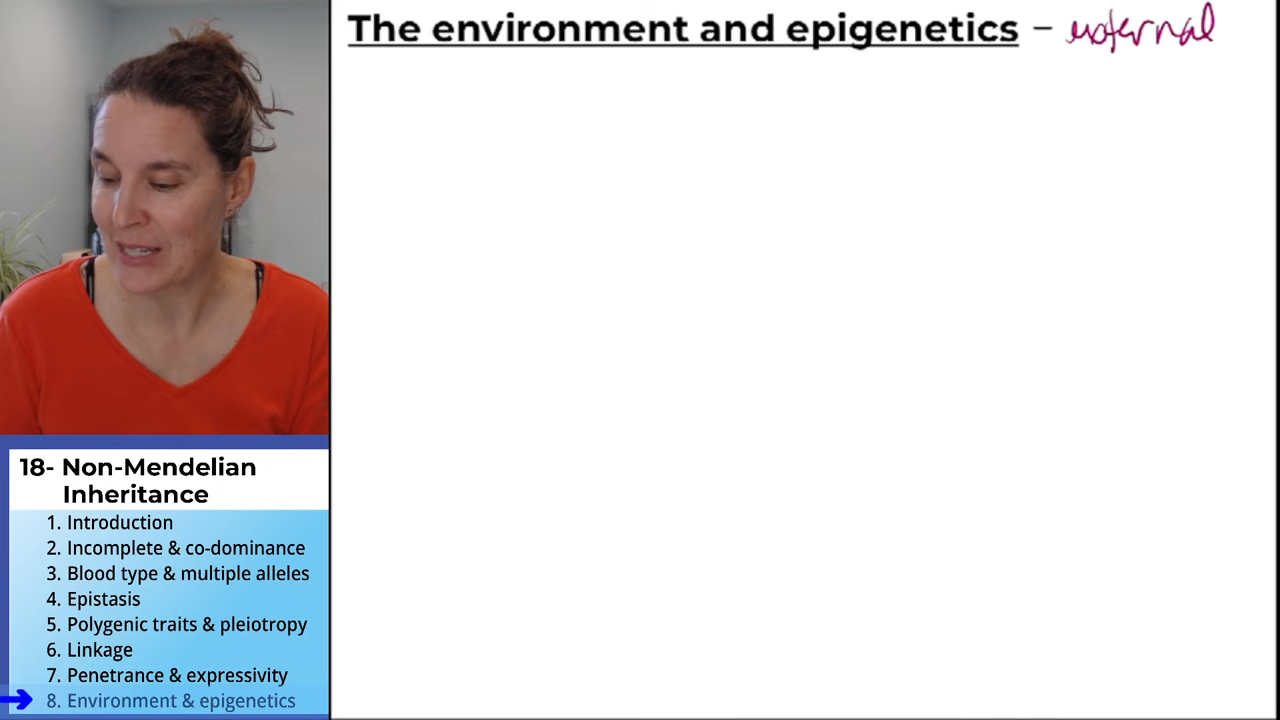 The environment and epigenetics – external
18- Non-Mendelian
Inheritance
1. Introduction
2. Incomplete & co-dominance
3. Blood type & multiple alleles
4. Epistasis
5. Polygenic traits & pleiotropy
6. Linkage
7. Penetrance & expressivity
8. Environment & epigenetics